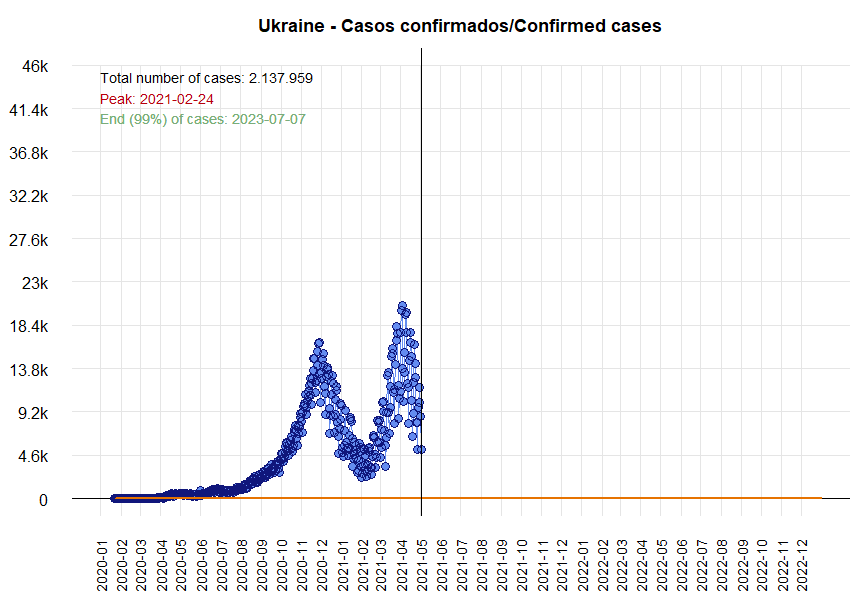 Ukraine - Casos confirmados/Confirmed cases
46k
Total number of cases: 2.137.959
Peak: 2021-02-24
41.4k
End (99%) of cases: 2023-07-07
36.8k
32.2k
27.6k
23k
18.4k
13.8k
9.2k
4.6k
0
2020-01
2020-02
2020-03
2020-04
2020-05
2020-06
2020-07
2020-08
2020-09
2020-10
2020-11
2020-12
2021-01
2021-02
2021-03
2021-04
2021-05
2021-06
2021-07
2021-08
2021-09
2021-10
2021-11
2021-12
2022-01
2022-02
2022-03
2022-04
2022-05
2022-06
2022-07
2022-08
2022-09
2022-10
2022-11
2022-12